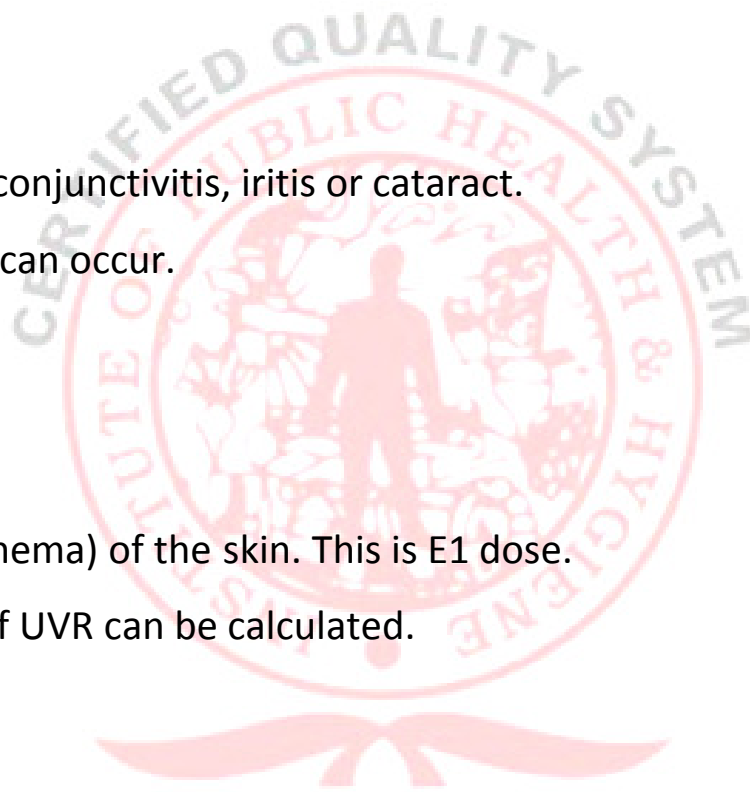 CERTIFIED QUALITY SYSTEM
INSTITUTE OF PUBLIC HEALTH & HYGIENE
conjunctivitis, iritis or cataract.
can occur.
hema) of the skin. This is E1 dose.
f UVR can be calculated.